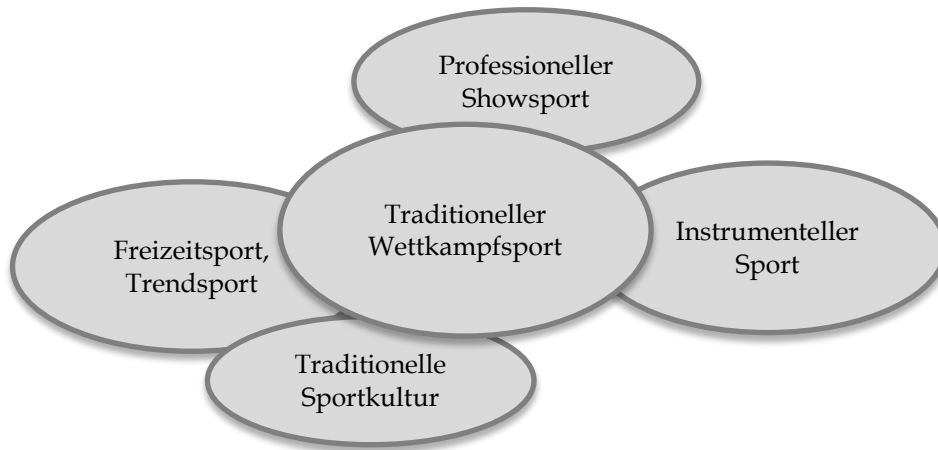 Professioneller
Showsport
Traditioneller
Wettkampfsport
Freizeitsport,
Trendsport
Instrumenteller
Sport
Traditionelle
Sportkultur